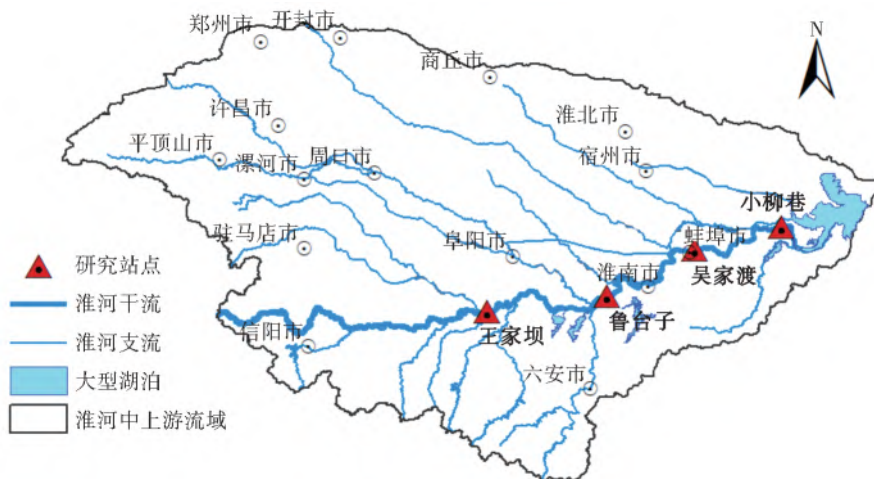 郑州市
开封市
N
商丘市
许昌市
淮北市
平顶山市
漯河市
周口市
宿州市
小柳巷
驻马店市
阜阳市
蚌埠市
研究站点
淮南市
吴家渡
淮河干流
鲁台子
信阳市
王家坝
淮河支流
六安市
大型湖泊
淮河中上游流域